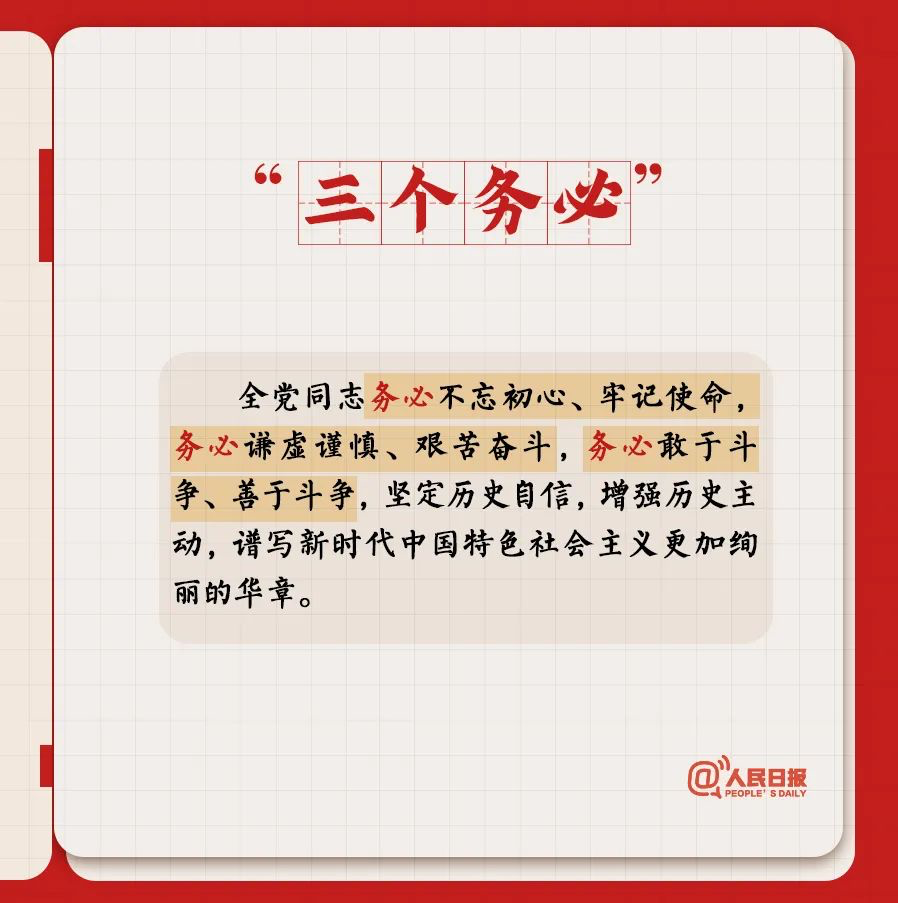 “三个务必”
全党同志务必不忘初心、牢记使命，
务必谦虚谨慎、艰苦奋斗，务必敢于斗
争、善于斗争，坚定历史自信，增强历史主
动，谱写新时代中国特色社会主义更加绚
丽的华章。
@人民日报
PEOPLE'S DAILY